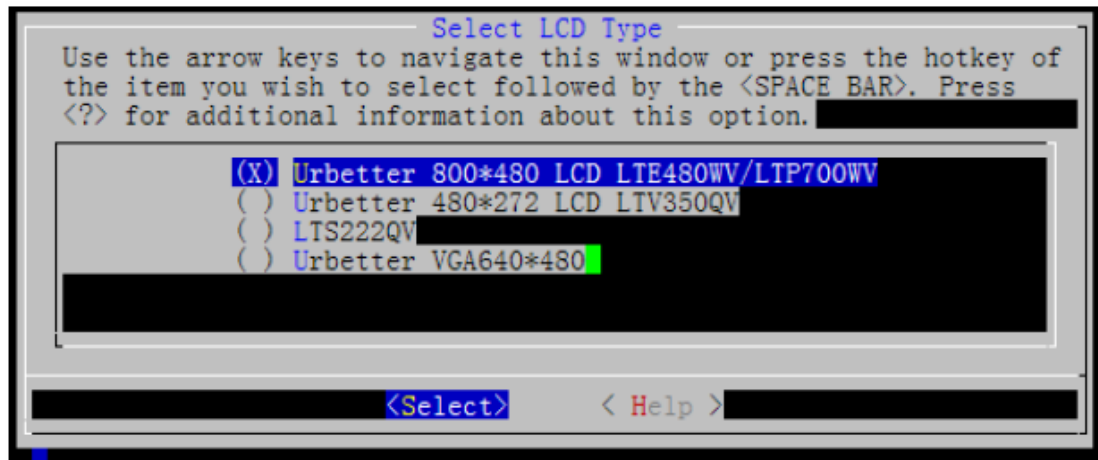 Select LCD Type
Use the arrow keys to navigate this window or press the hotkey of
the item you wish to select followed by the <SPACE BAR>. Press
<?> for additional information about this option.
(X) Urbetter 800*480 LCD LTE480WV/LTP700WV
( ) Urbetter 480*272 LCD LTV350QV
( ) LTS222QV
( ) Urbetter VGA640*480
<Select> < Help >